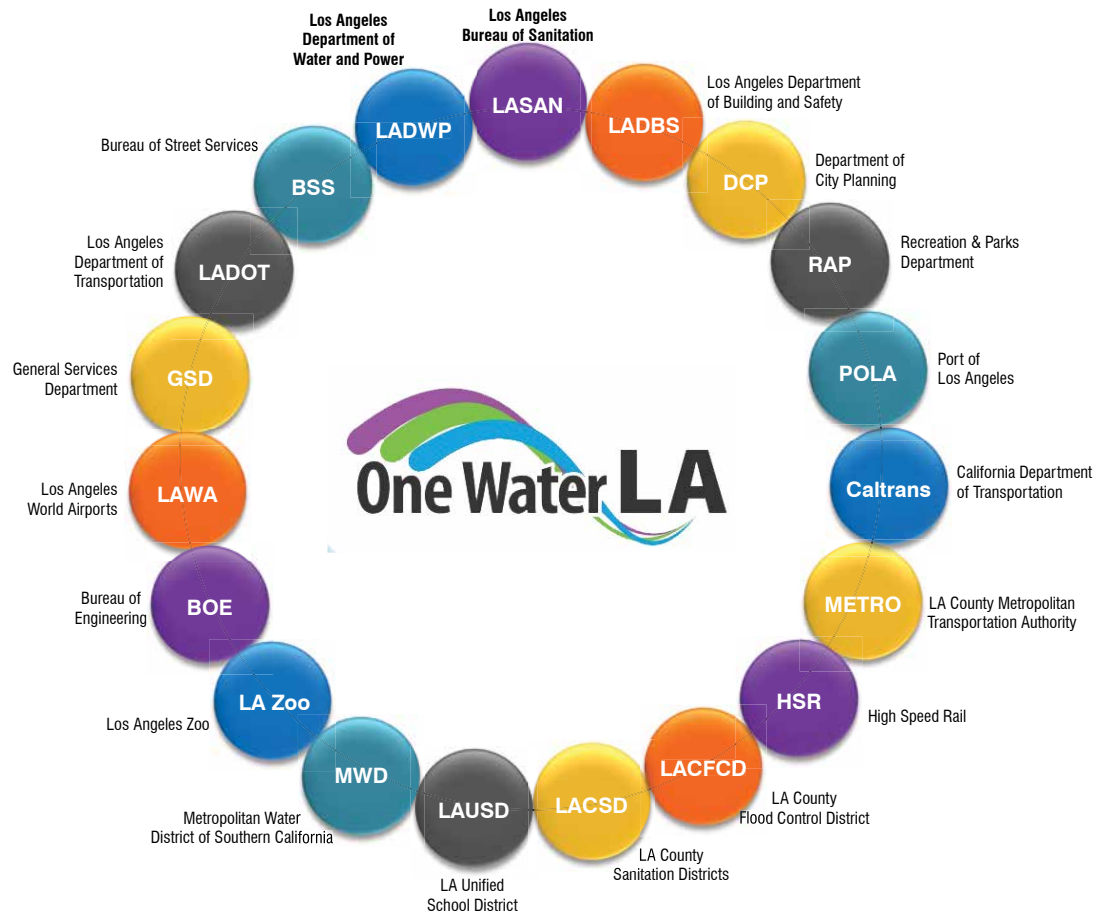 Los Angeles
Bureau of Sanitation
LASAN
LADBS
Los Angeles Department
of Building and Safety
DCP
Department of
City Planning
RAP
Recreation & Parks
Department
POLA
Port of
Los Angeles
Caltrans
California Department
of Transportation
METRO
LA County Metropolitan
Transportation Authority
HSR
High Speed Rail
LACFCD
LA County
Flood Control District
LACSD
LA County
Sanitation Districts
LAUSD
LA Unified
School District
MWD
Metropolitan Water
District of Southern California
LA Zoo
Los Angeles Zoo
BOE
Bureau of
Engineering
LAWA
Los Angeles
World Airports
GSD
General Services
Department
LADOT
Los Angeles
Department of
Transportation
BSS
Bureau of Street Services
LADWP
Los Angeles
Department of
Water and Power
One Water LA